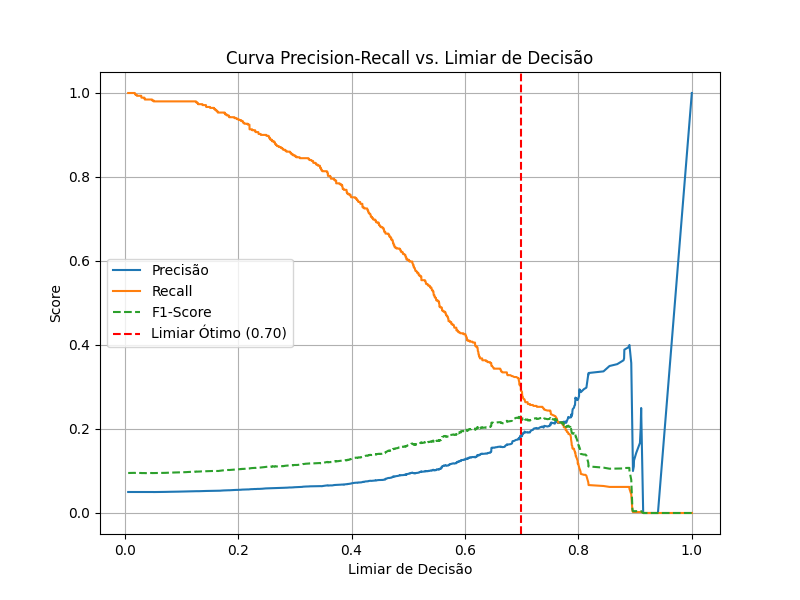 Curva Precision-Recall vs. Limiar de Decisão
Score
1.0
0.8
0.6
0.4
0.2
0.0
Precisão
Recall
F1-Score
Limiar Ótimo (0.70)
0.0 0.2 0.4 0.6 0.8 1.0
Limiar de Decisão